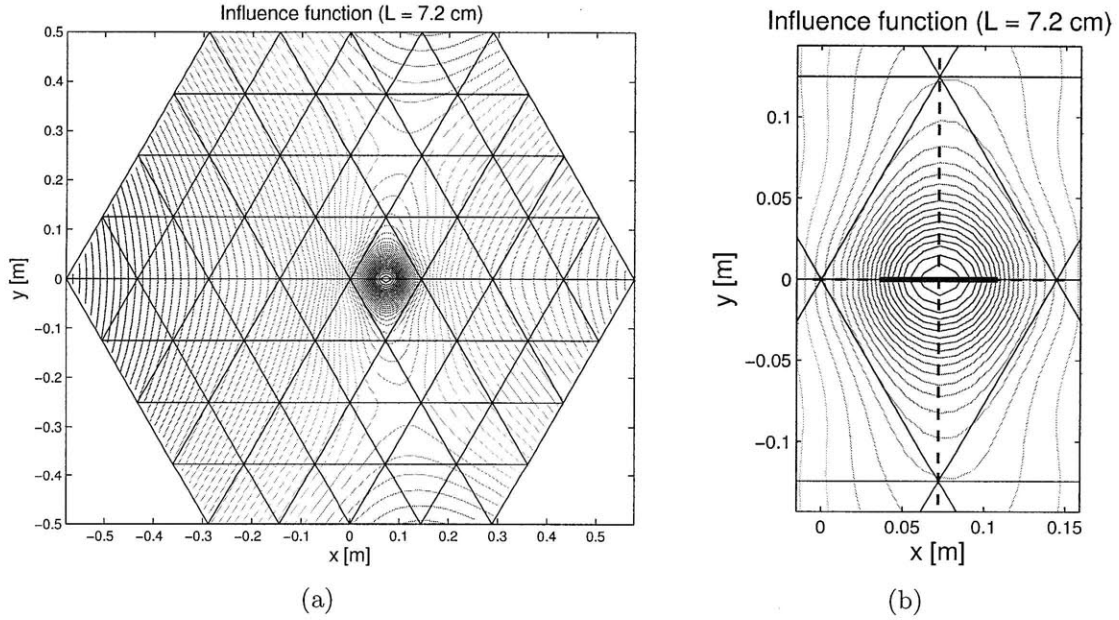 Influence function (L = 7.2 cm)
0.5
0.4
0.3
0.2
0.1
0
−0.1
−0.2
−0.3
−0.4
−0.5
y [m]
−0.5 −0.4 −0.3 −0.2 −0.1 0 0.1 0.2 0.3 0.4 0.5
x [m]
(a)
Influence function (L = 7.2 cm)
0.1
0.05
0
−0.05
−0.1
y [m]
0 0.05 0.1 0.15
x [m]
(b)